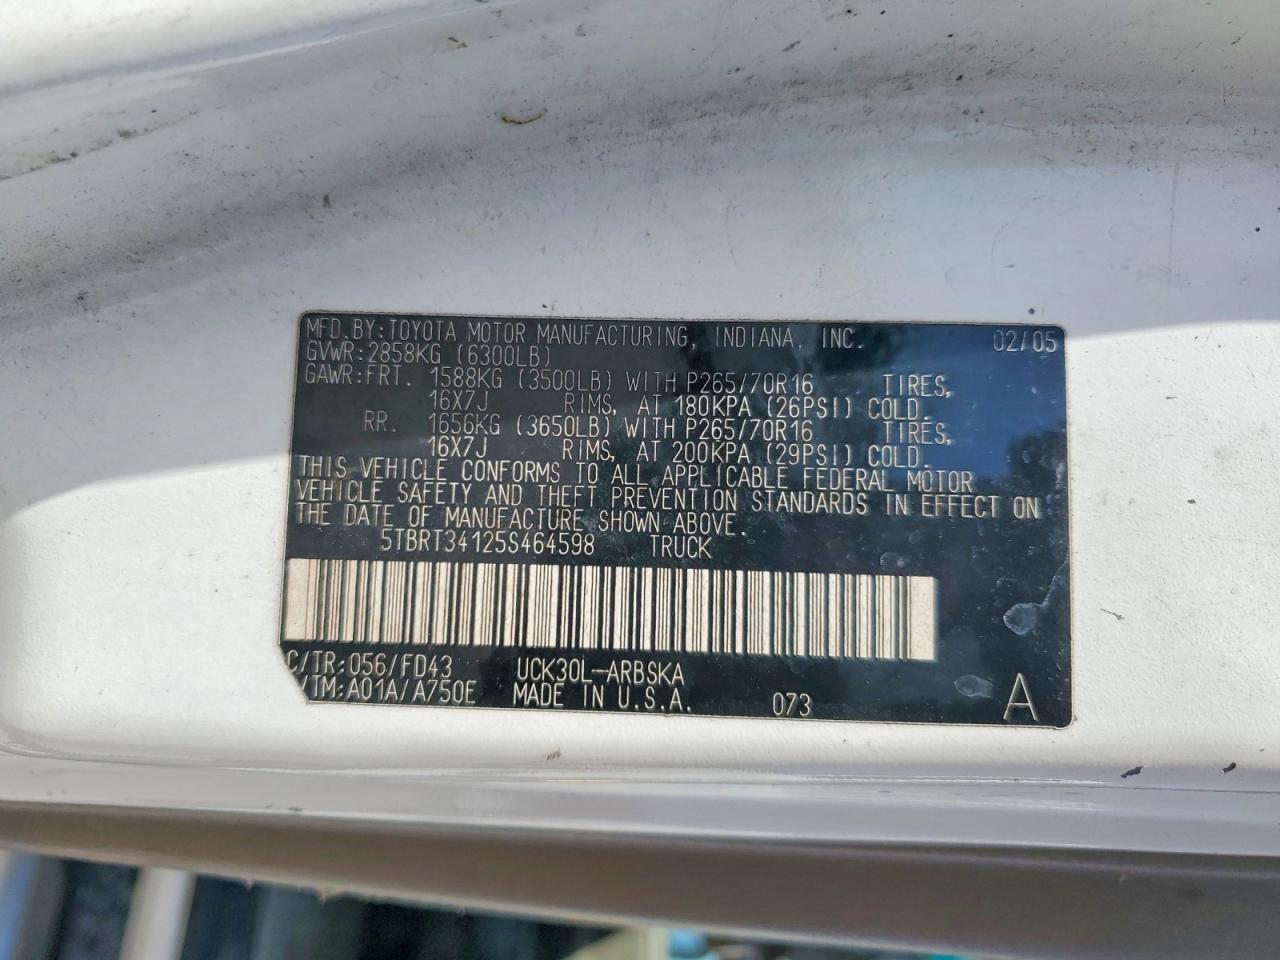 MFD.BY:TOYOTA MOTOR MANUFACTURING, INDIANA, INC. 02/05
GVWR:2858KG (6300LB)
GAWR:FRT. 1588KG (3500LB) WITH P265/70R16 TIRES,
16X7J RIMS, AT 180KPA (26PSI) COLD.
RR. 1656KG (3650LB) WITH P265/70R16 TIRES,
16X7J RIMS, AT 200KPA (29PSI) COLD.
THIS VEHICLE CONFORMS TO ALL APPLICABLE FEDERAL MOTOR
VEHICLE SAFETY AND THEFT PREVENTION STANDARDS IN EFFECT ON
THE DATE OF MANUFACTURE SHOWN ABOVE.
5TBRT34125S464598 TRUCK
C/TR:056/FD43 UCK30L-ARBSKA
/TM:A01A/A750E MADE IN U.S.A. 073 A